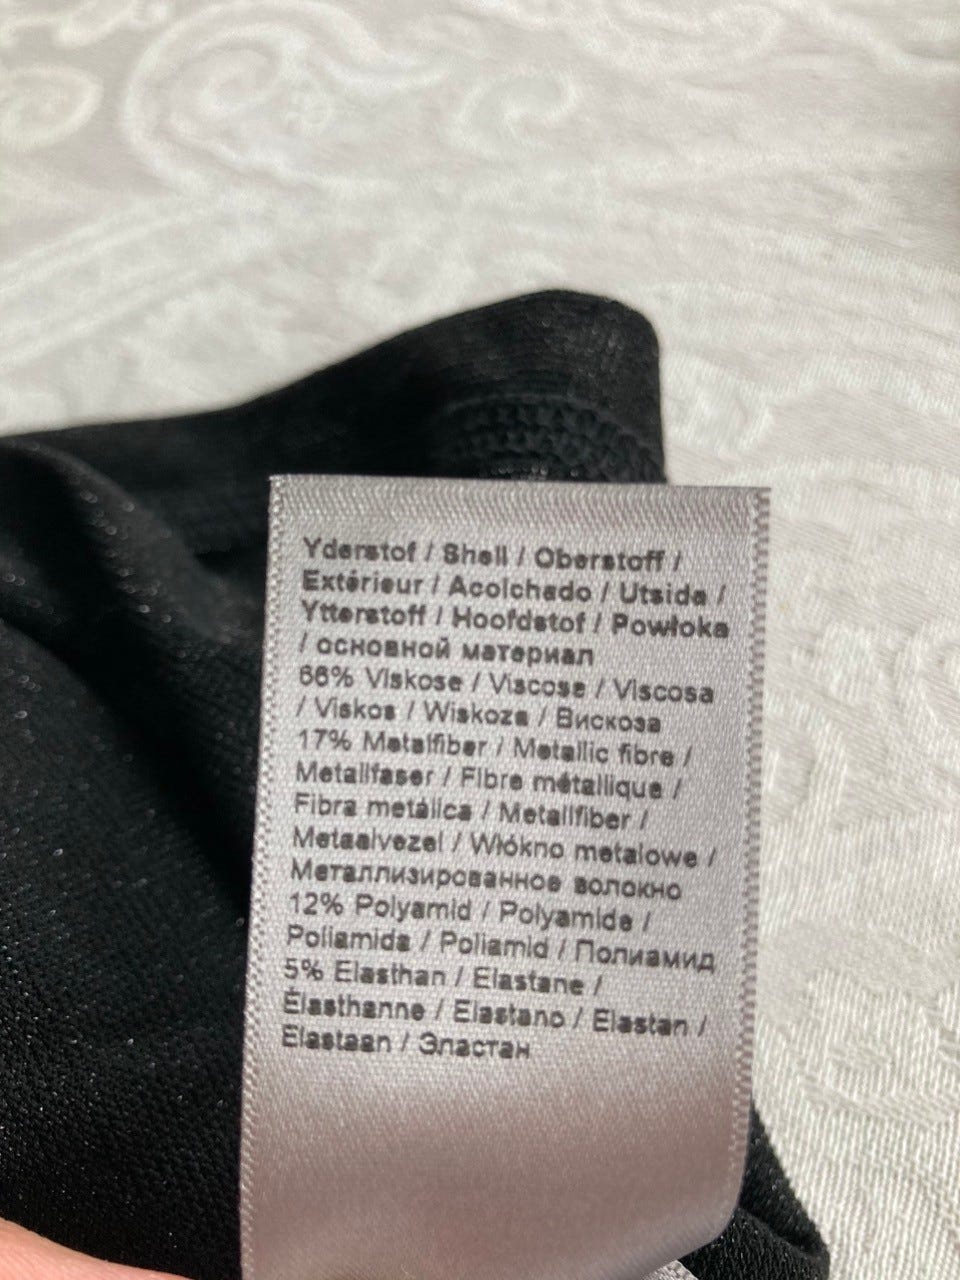 Yderstof / Shell / Oberstoff /
Extérieur / Acolchado / Utsida /
Ytterstoff / Hoofdstof / Powłoka
/ основной материал
66% Viskose / Viscose / Viscosa
/ Viskos / Wiskoza / Вискоза
17% Metalfiber / Metallic fibre /
Metallfaser / Fibre métallique /
Fibra metálica / Metallfiber /
Metaalvezel / Włókno metalowe /
Металлизированное волокно
12% Polyamid / Polyamide /
Poliamida / Poliamid / Полиамид
5% Elasthan / Elastane /
Élasthanne / Elastano / Elastan /
Elastaan / Эластан